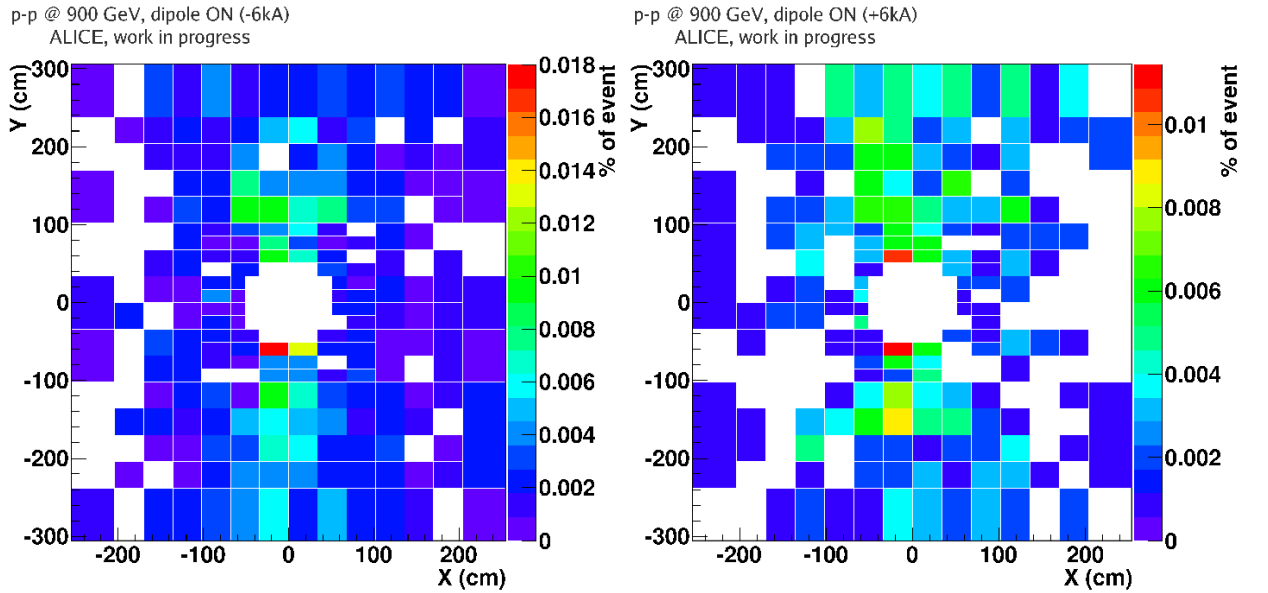 p-p @ 900 GeV, dipole ON (-6kA)
ALICE, work in progress
Y (cm)
300
200
100
0
-100
-200
-300
-200 -100 0 100 200
X (cm)
0.018
0.016
0.014
0.012
0.01
0.008
0.006
0.004
0.002
0
% of event
p-p @ 900 GeV, dipole ON (+6kA)
ALICE, work in progress
Y (cm)
300
200
100
0
-100
-200
-300
-200 -100 0 100 200
X (cm)
0.01
0.008
0.006
0.004
0.002
0
% of event